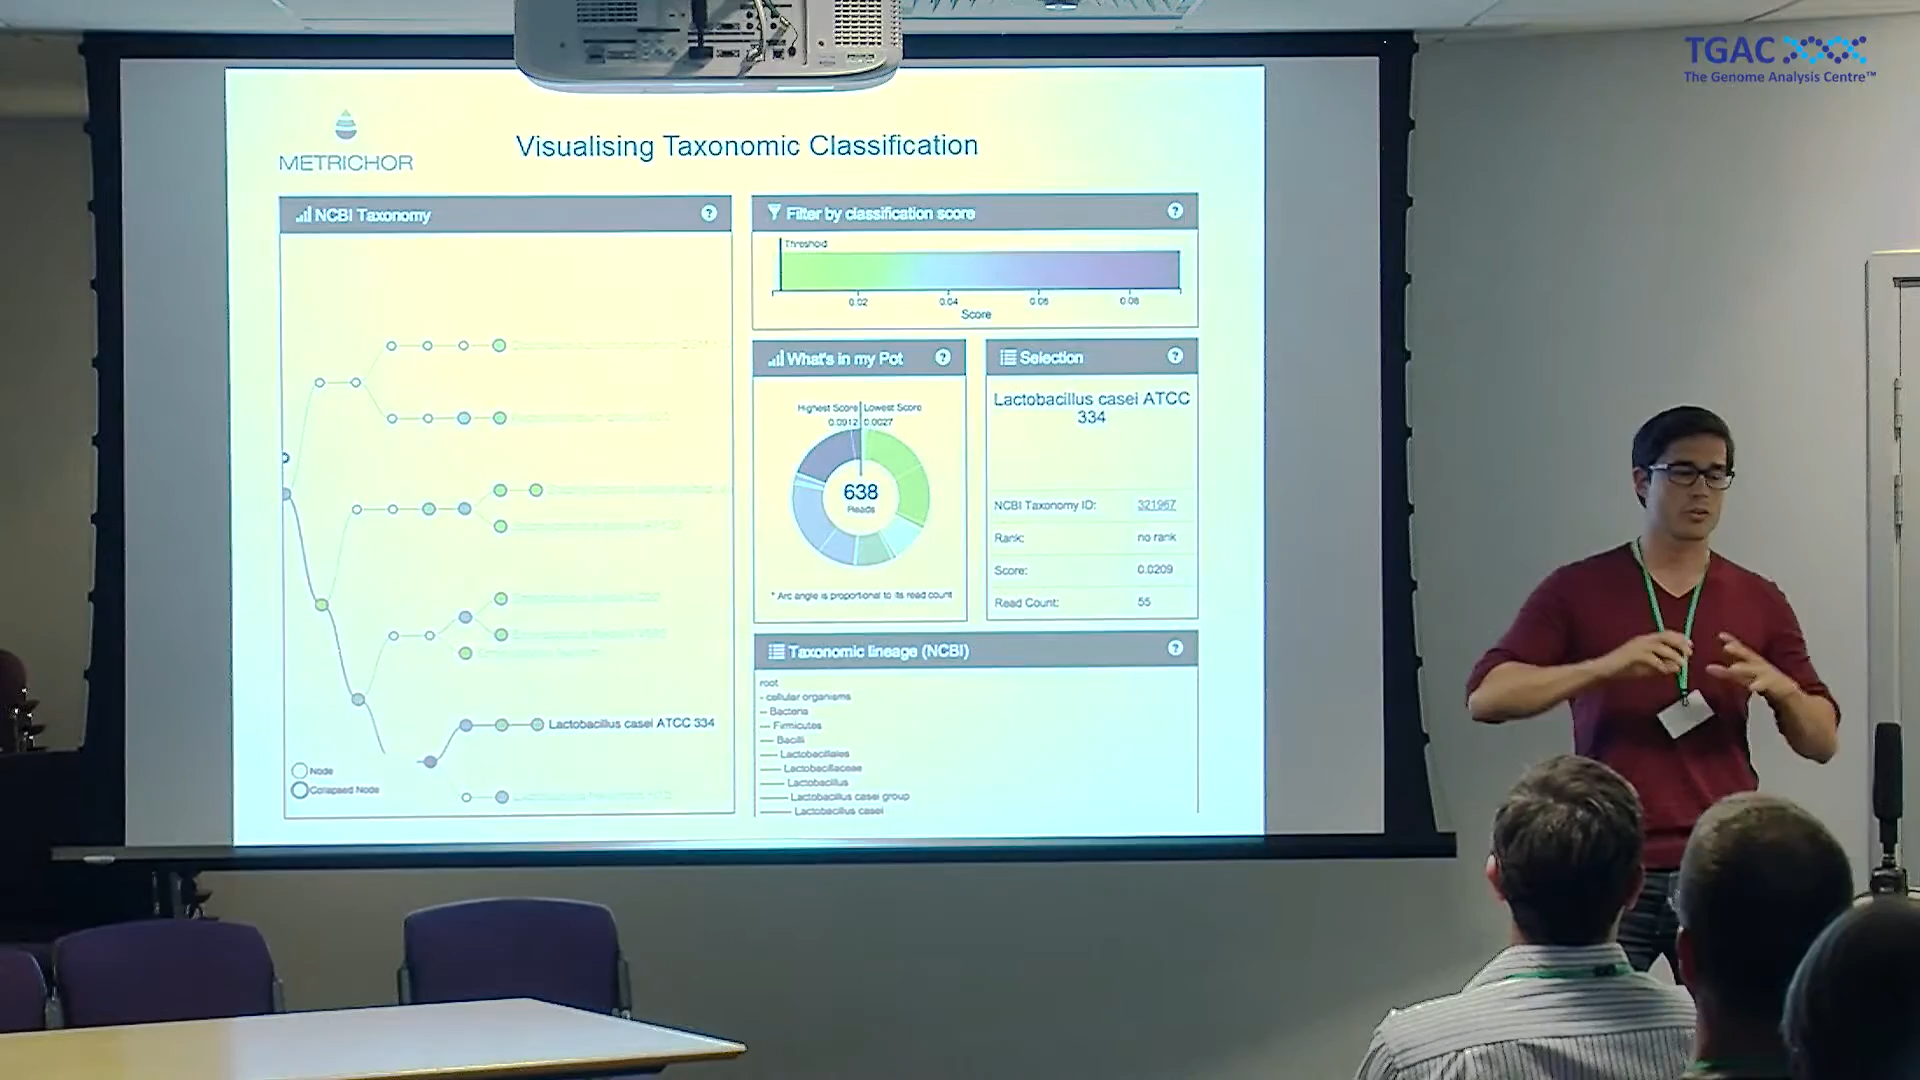 TGAC
The Genome Analysis Centre™
METRICHOR
Visualising Taxonomic Classification
NCBI Taxonomy
?
Lactobacillus casei ATCC 334
Node
Collapsed Node
Filter by classification score
?
Threshold
0.02 0.04 0.06 0.08
Score
What's in my Pot
?
Highest Score Lowest Score
0.0912 0.0027
638
Reads
* Arc angle is proportional to its read count
Selection
?
Lactobacillus casei ATCC
334
NCBI Taxonomy ID: 321967
Rank: no rank
Score: 0.0209
Read Count: 55
Taxonomic lineage (NCBI)
?
root
- cellular organisms
-- Bacteria
--- Firmicutes
---- Bacilli
----- Lactobacillales
------ Lactobacillaceae
------- Lactobacillus
-------- Lactobacillus casei group
--------- Lactobacillus casei